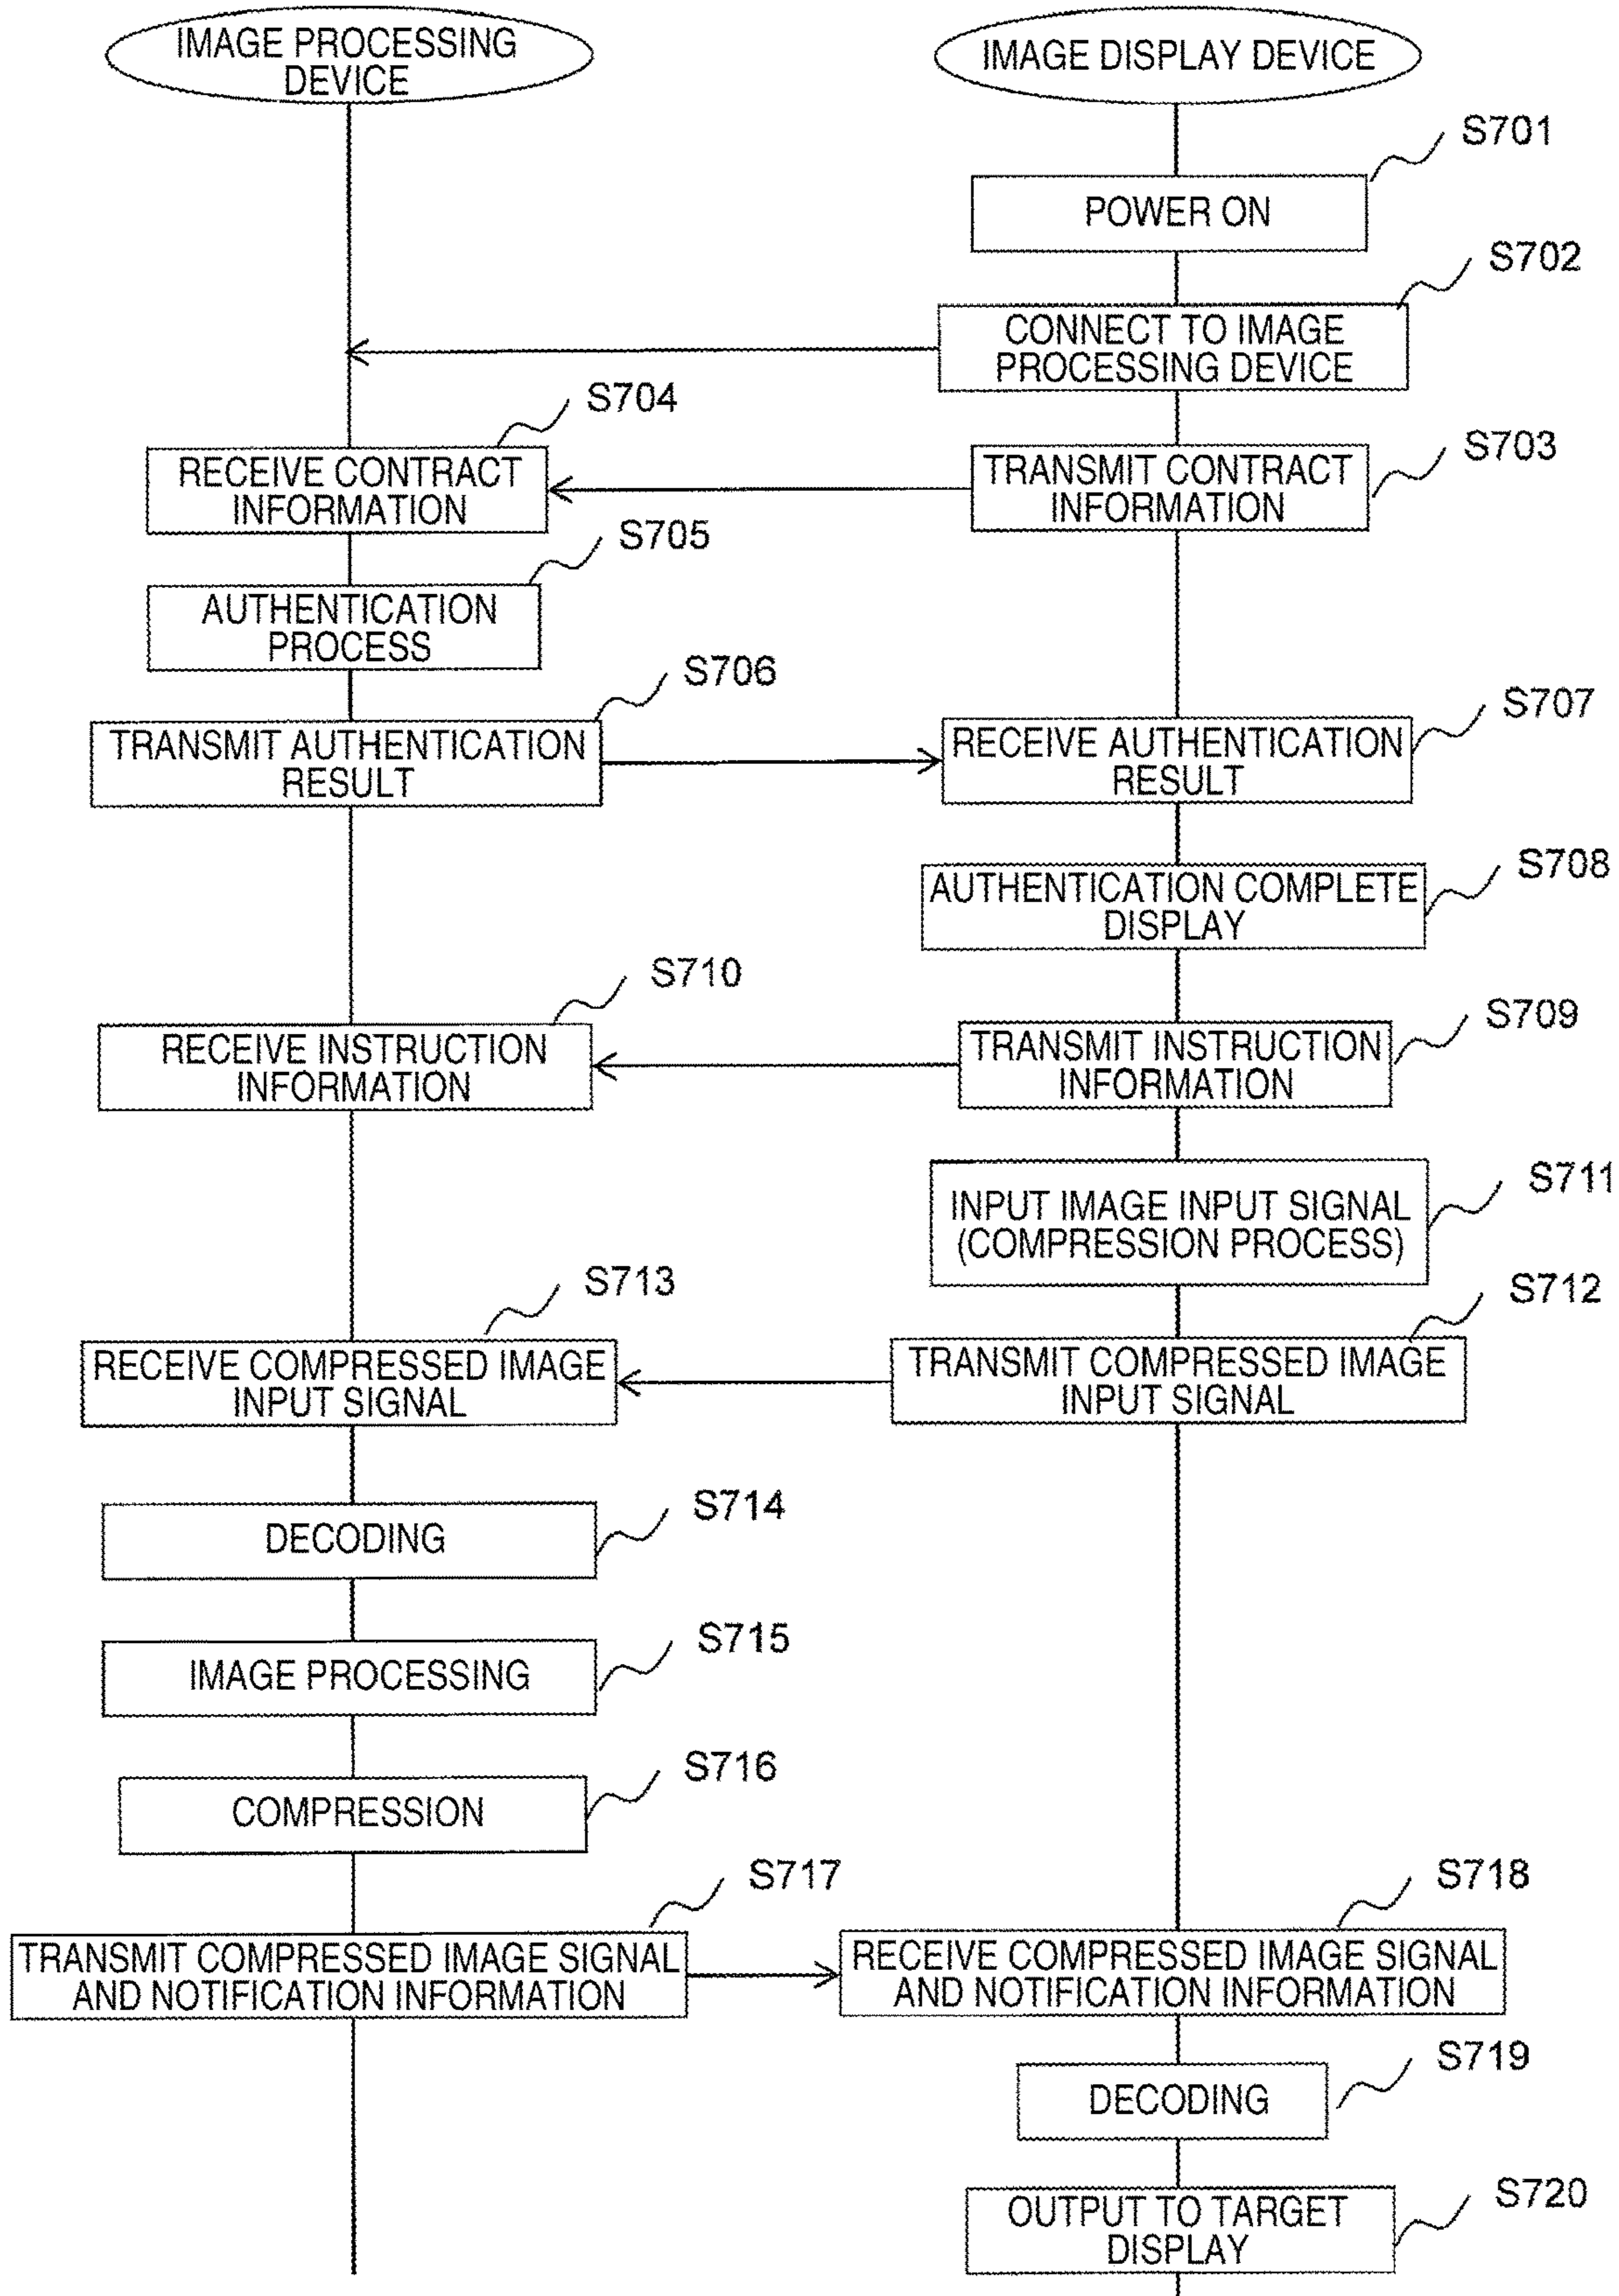 IMAGE PROCESSING
DEVICE
IMAGE DISPLAY DEVICE
S701
POWER ON
S702
CONNECT TO IMAGE
PROCESSING DEVICE
S704
RECEIVE CONTRACT
INFORMATION
S703
TRANSMIT CONTRACT
INFORMATION
S705
AUTHENTICATION
PROCESS
S706
TRANSMIT AUTHENTICATION
RESULT
S707
RECEIVE AUTHENTICATION
RESULT
S708
AUTHENTICATION COMPLETE
DISPLAY
S710
RECEIVE INSTRUCTION
INFORMATION
S709
TRANSMIT INSTRUCTION
INFORMATION
S711
INPUT IMAGE INPUT SIGNAL
(COMPRESSION PROCESS)
S713
RECEIVE COMPRESSED IMAGE
INPUT SIGNAL
S712
TRANSMIT COMPRESSED IMAGE
INPUT SIGNAL
S714
DECODING
S715
IMAGE PROCESSING
S716
COMPRESSION
S717
TRANSMIT COMPRESSED IMAGE SIGNAL
AND NOTIFICATION INFORMATION
S718
RECEIVE COMPRESSED IMAGE SIGNAL
AND NOTIFICATION INFORMATION
S719
DECODING
S720
OUTPUT TO TARGET
DISPLAY